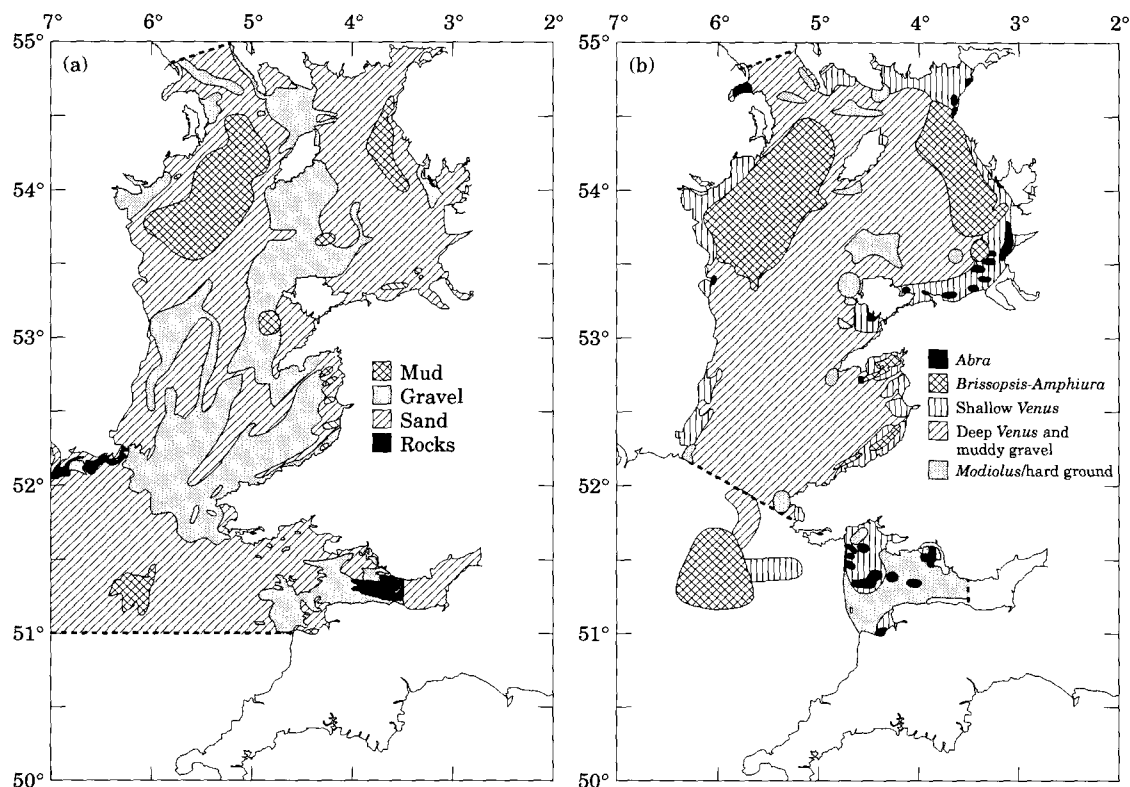 7° 6° 5° 4° 3° 2°
7° 6° 5° 4° 3° 2°
55°
54°
53°
52°
51°
50°
(a)
Mud
Gravel
Sand
Rocks
55°
54°
53°
52°
51°
50°
(b)
Abra
Brissopsis-Amphiura
Shallow Venus
Deep Venus and
muddy gravel
Modiolus/hard ground